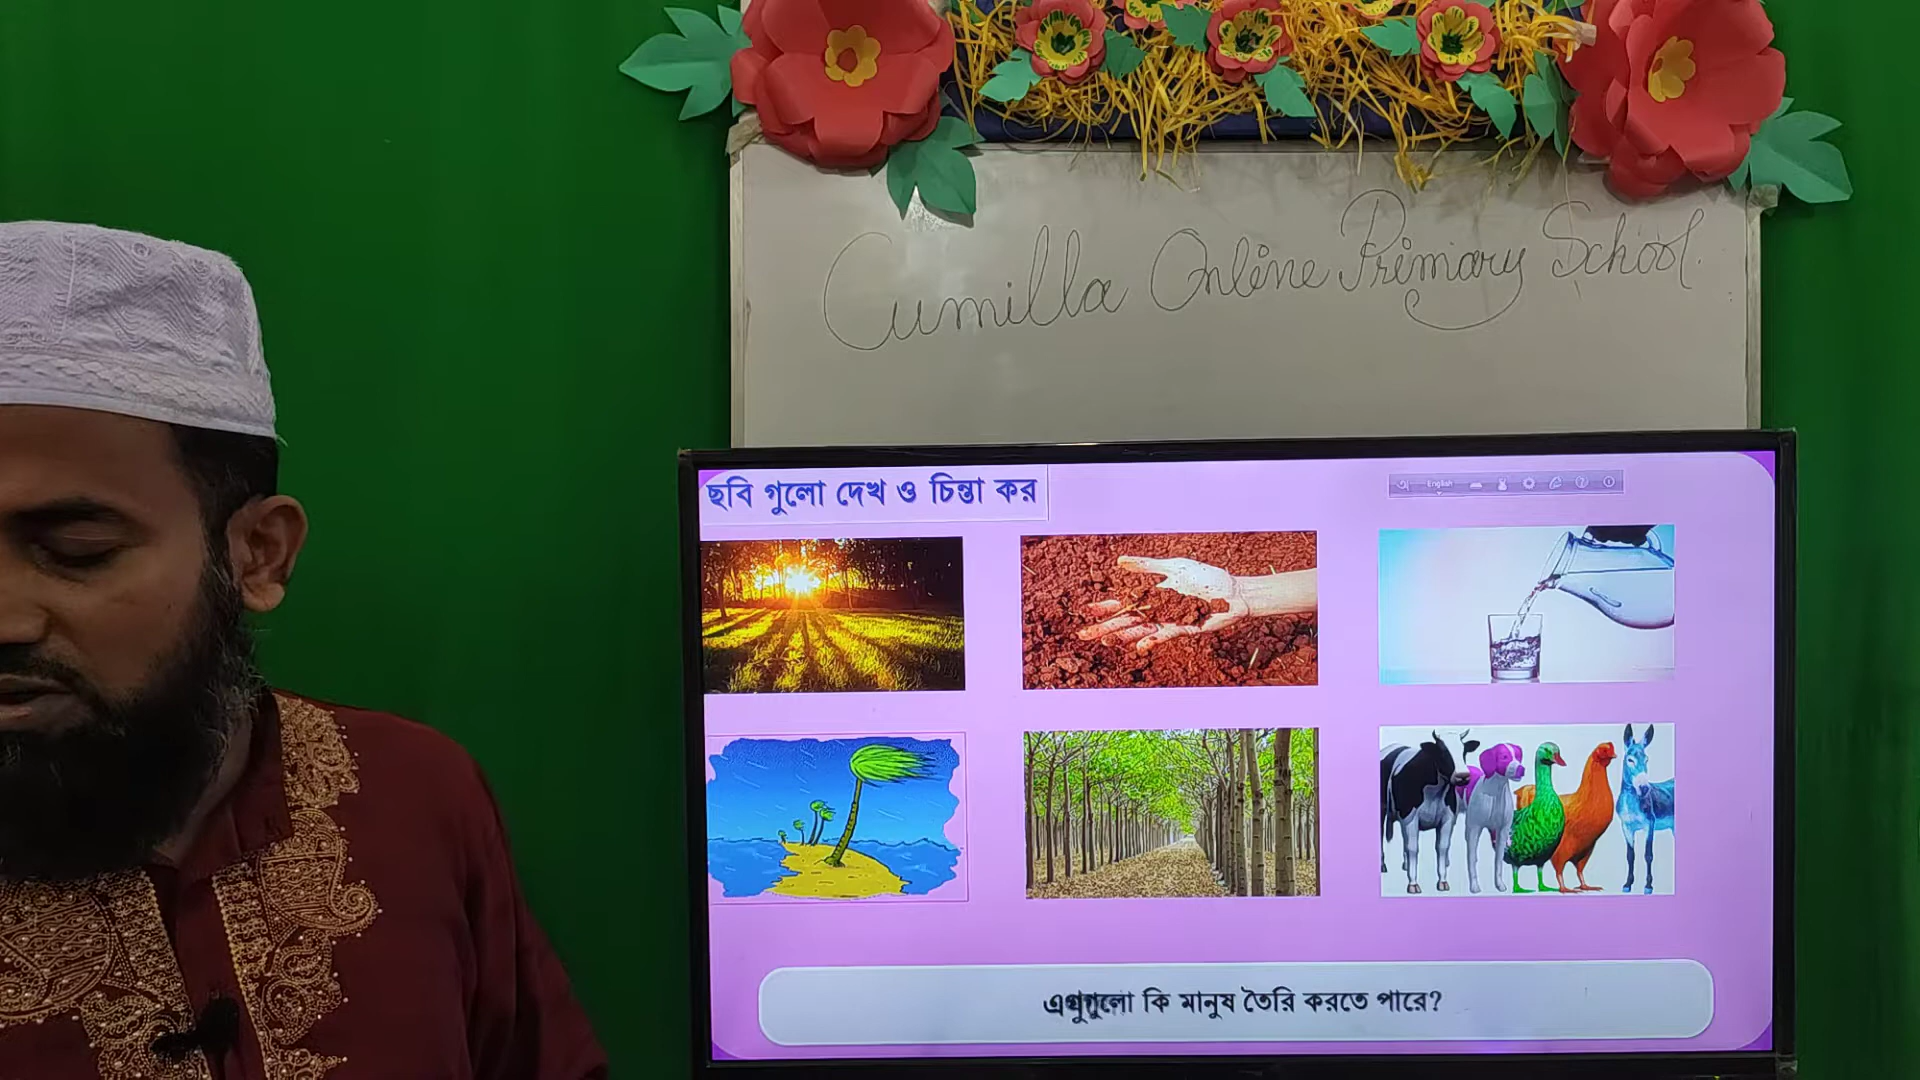 Cumilla Online Primary School.
ছবি গুলো দেখ ও চিন্তা কর
English
এগুলো কি মানুষ তৈরি করতে পারে?